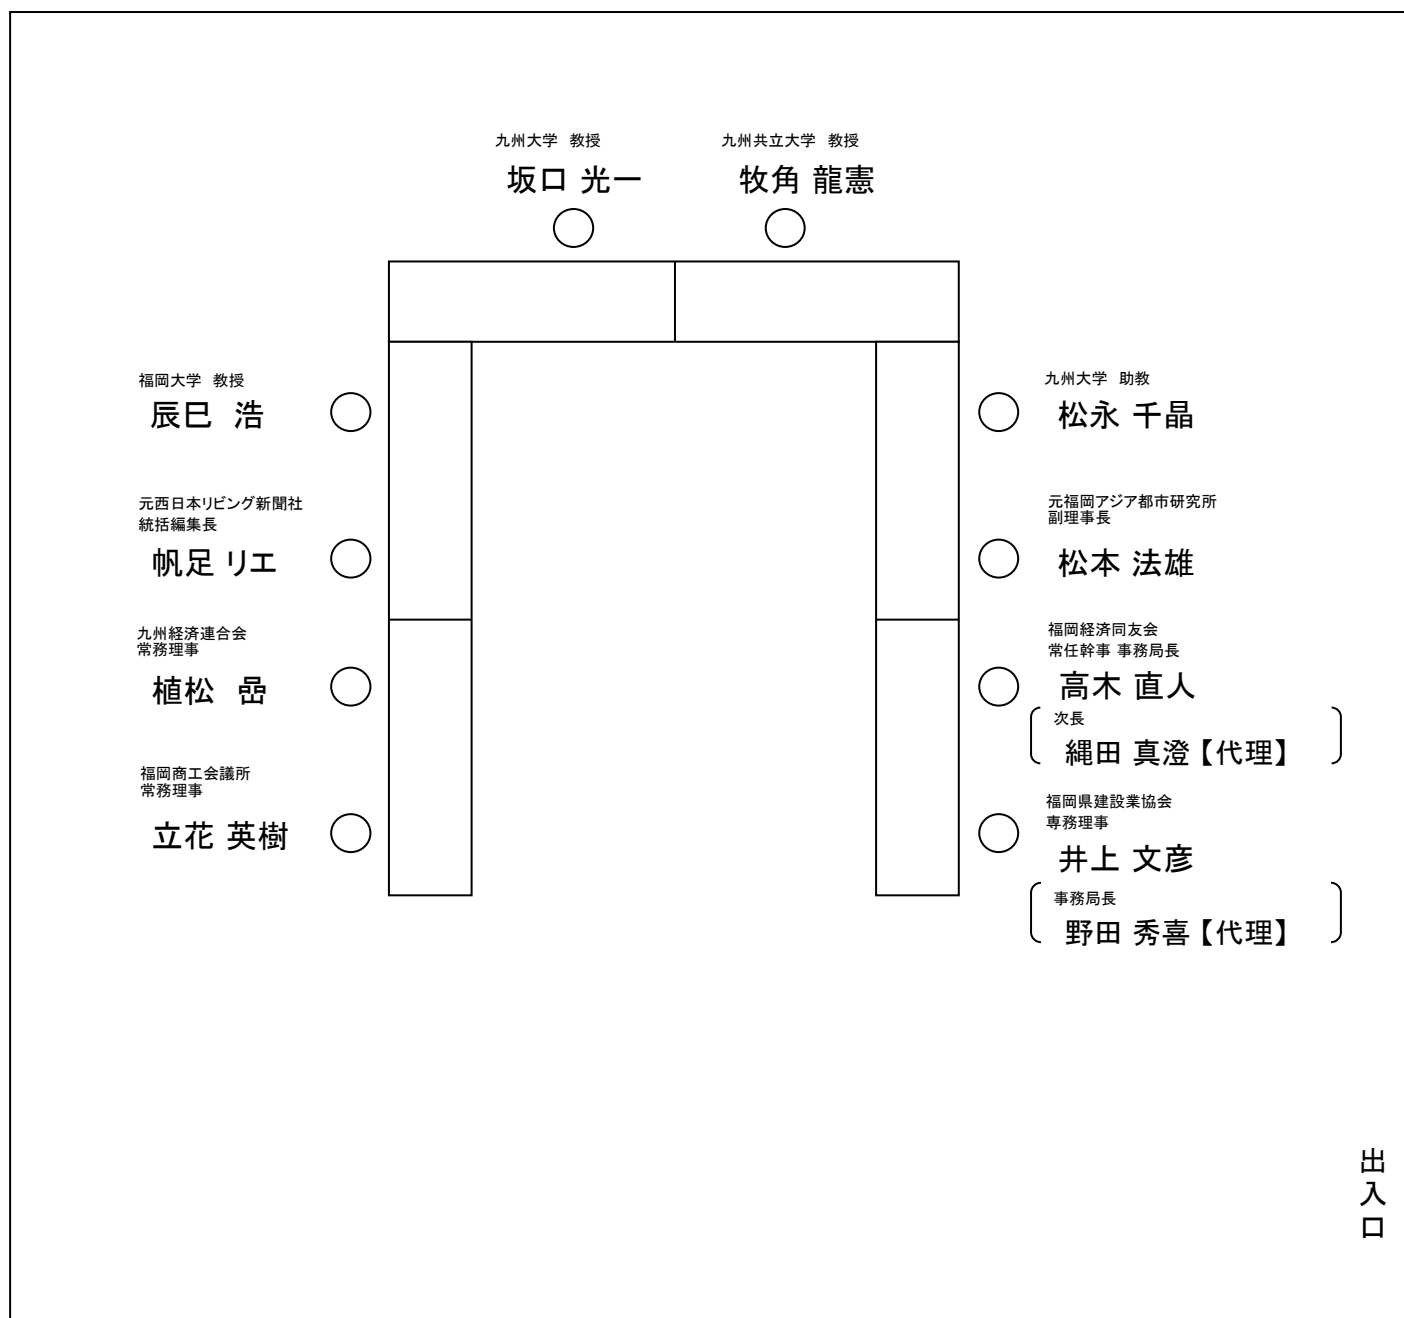 九州大学 教授
坂口 光一
九州共立大学 教授
牧角 龍憲
福岡大学 教授
辰巳 浩
元西日本リビング新聞社
統括編集長
帆足 リエ
九州経済連合会
常務理事
植松 嵒
福岡商工会議所
常務理事
立花 英樹
九州大学 助教
松永 千晶
元福岡アジア都市研究所
副理事長
松本 法雄
福岡経済同友会
常任幹事 事務局長
高木 直人
次長
縄田 真澄【代理】
福岡県建設業協会
専務理事
井上 文彦
事務局長
野田 秀喜【代理】
出入口